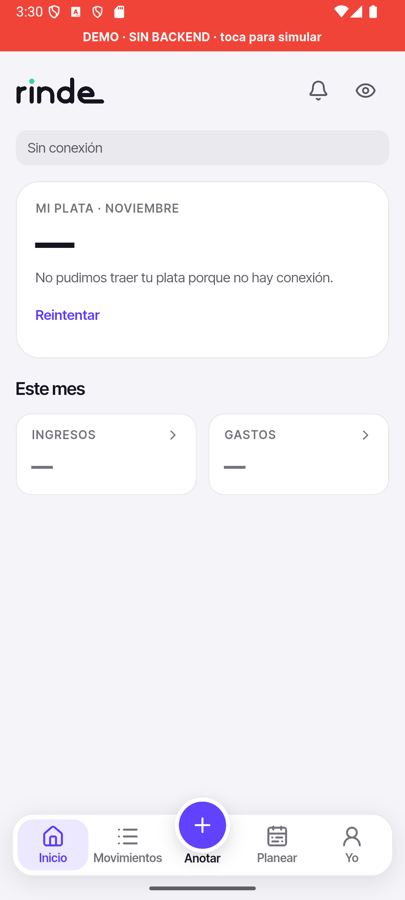 3:30
DEMO · SIN BACKEND · toca para simular
rinde
Sin conexión
MI PLATA · NOVIEMBRE
—
No pudimos traer tu plata porque no hay conexión.
Reintentar
Este mes
INGRESOS
—
GASTOS
—
Inicio
Movimientos
Anotar
Planear
Yo